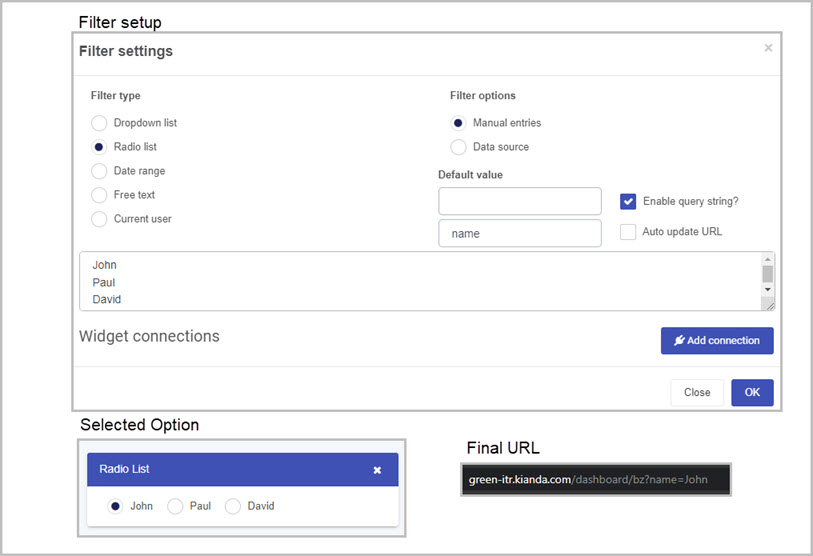 Filter setup
Filter settings
Filter type
Filter options
Dropdown list
Manual entries
Radio list
Data source
Date range
Default value
Free text
Enable query string?
Current user
name
Auto update URL
John
Paul
David
Widget connections
Add connection
Close
OK
Selected Option
Final URL
Radio List
green-itr.kianda.com/dashboard/bz?name=John
John Paul David